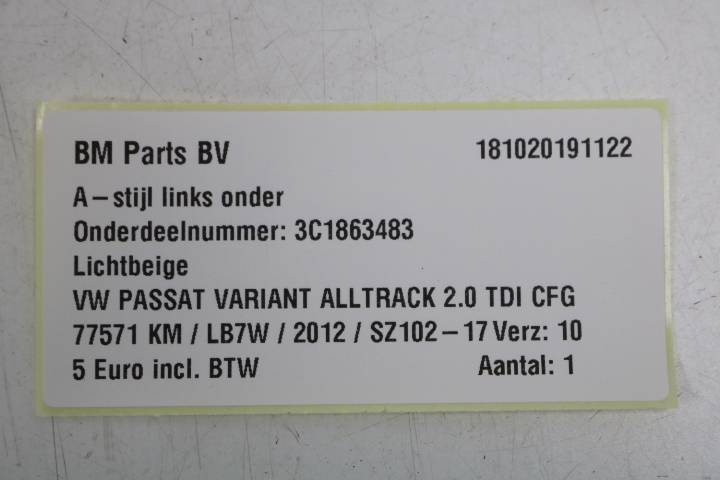 BM Parts BV 181020191122
A-stijl links onder
Onderdeelnummer: 3C1863483
Lichtbeige
VW PASSAT VARIANT ALLTRACK 2.0 TDI CFG
77571 KM / LB7W / 2012 / SZ102-17 Verz: 10
5 Euro incl. BTW Aantal: 1